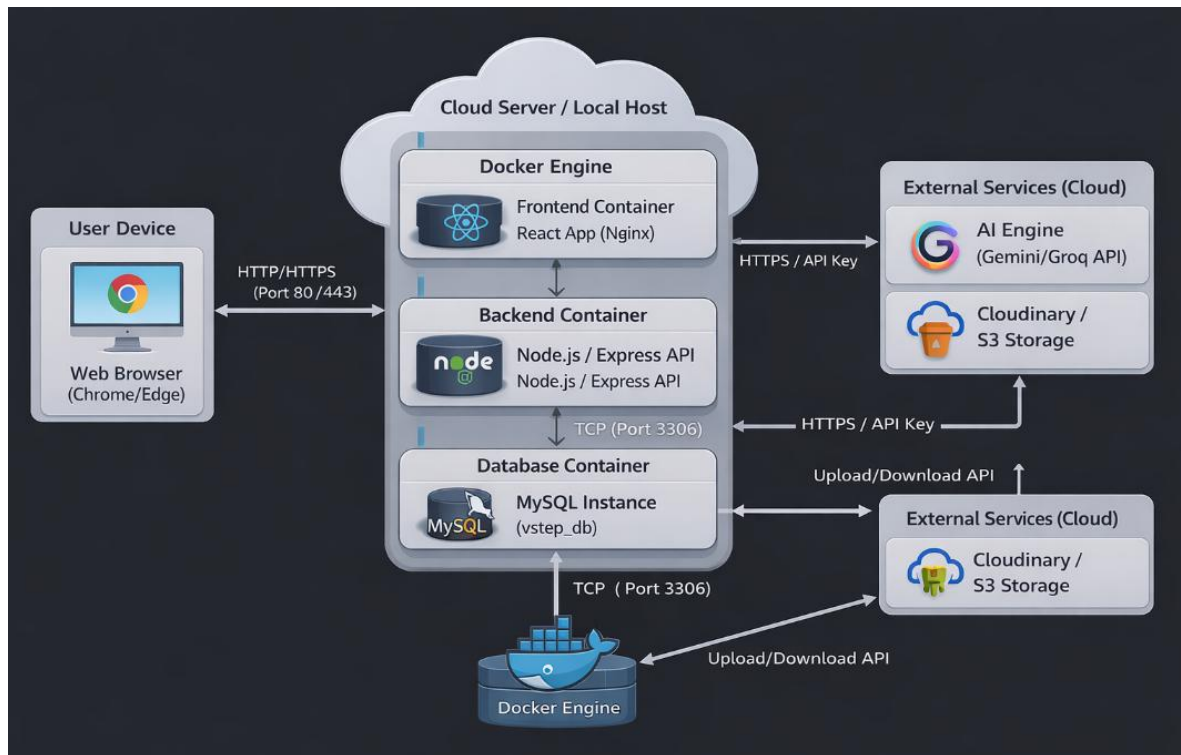 Cloud Server / Local Host
Docker Engine
Frontend Container
React App (Nginx)
User Device
HTTP/HTTPS
(Port 80 /443)
Web Browser
(Chrome/Edge)
Backend Container
node
Node.js / Express API
Node.js / Express API
TCP (Port 3306)
Database Container
MySQL
MySQL Instance
(vstep_db)
TCP ( Port 3306)
Docker Engine
HTTPS / API Key
External Services (Cloud)
G
AI Engine
(Gemini/Groq API)
Cloudinary /
S3 Storage
HTTPS / API Key
Upload/Download API
External Services (Cloud)
Cloudinary /
S3 Storage
Upload/Download API